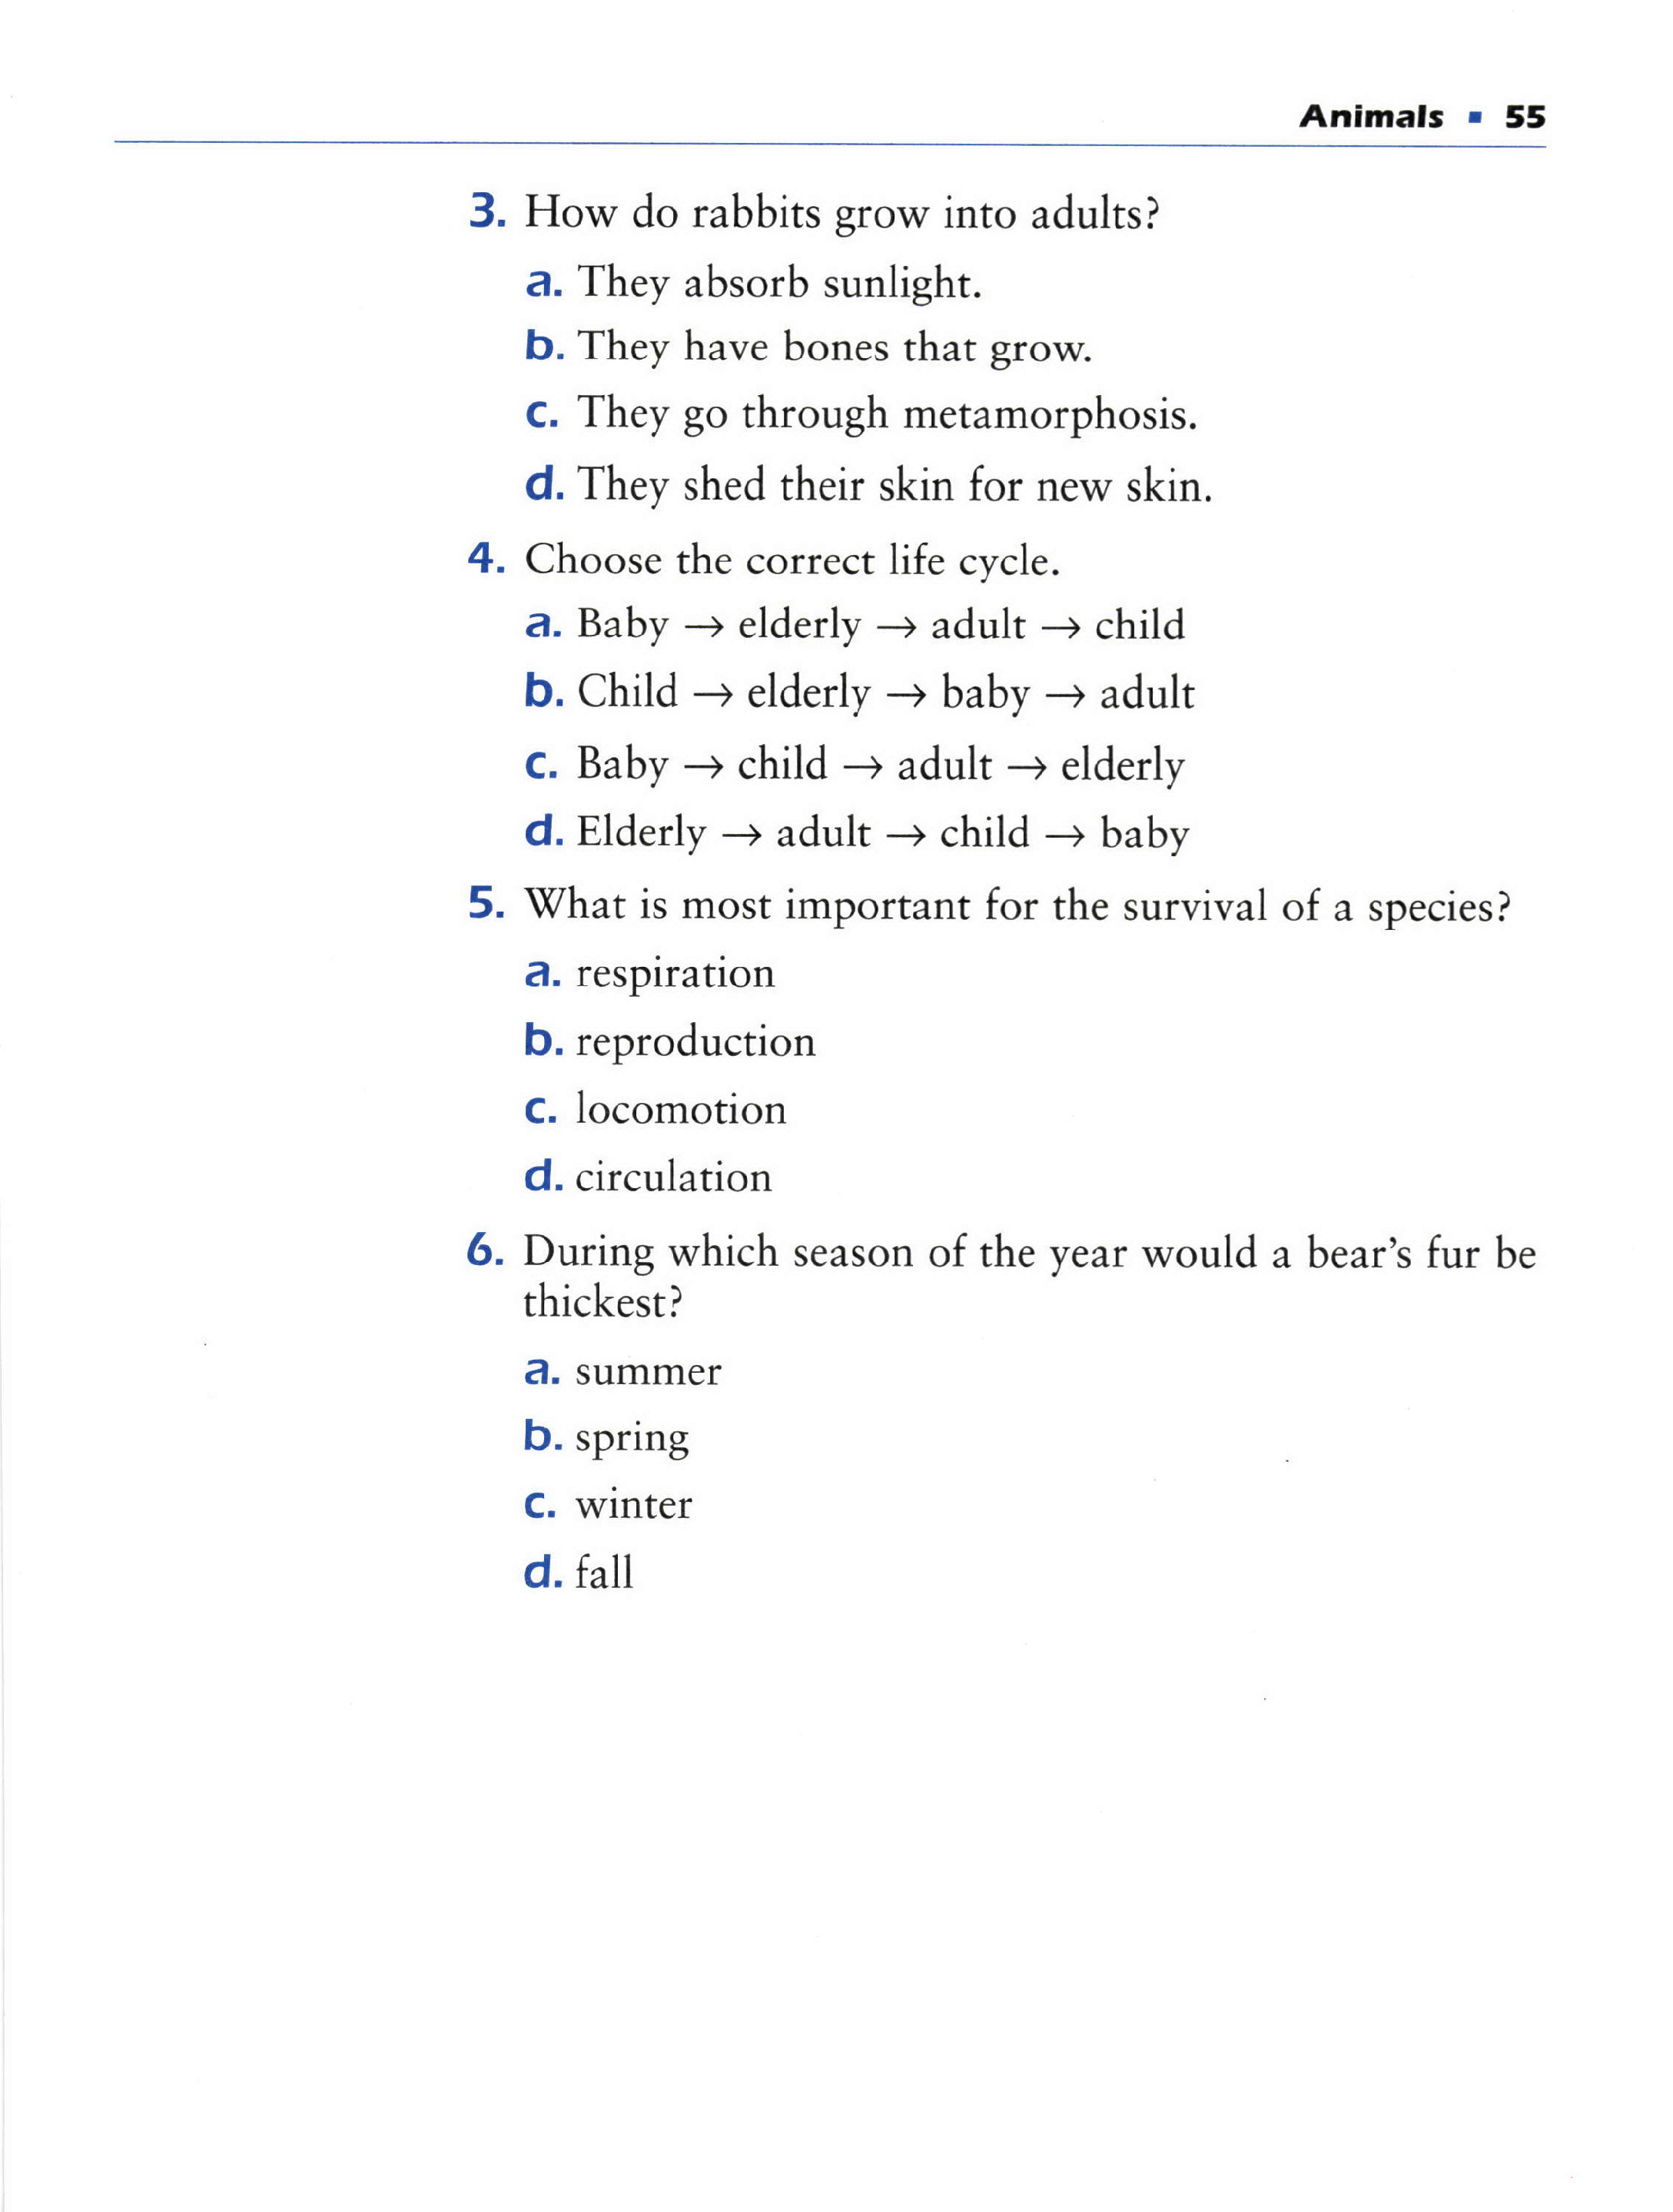 Animals ▪ 55
3. How do rabbits grow into adults?
a. They absorb sunlight.
b. They have bones that grow.
c. They go through metamorphosis.
d. They shed their skin for new skin.
4. Choose the correct life cycle.
a. Baby → elderly → adult → child
b. Child → elderly → baby → adult
c. Baby → child → adult → elderly
d. Elderly → adult → child → baby
5. What is most important for the survival of a species?
a. respiration
b. reproduction
c. locomotion
d. circulation
6. During which season of the year would a bear's fur be
thickest?
a. summer
b. spring
c. winter
d. fall